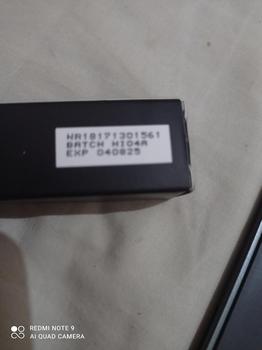 WR18171301561
BATCH HI04A
EXP 040825
REDMI NOTE 9
AI QUAD CAMERA